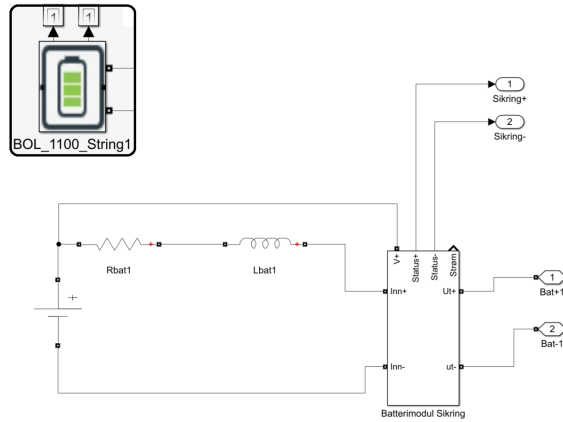 1 1
BOL_1100_String1
1
Sikring+
2
Sikring-
Rbat1
Lbat1
V+
Status+
Status-
Strøm
Inn+
Ut+
1
Bat+1
Inn-
ut-
2
Bat-1
Batterimodul Sikring